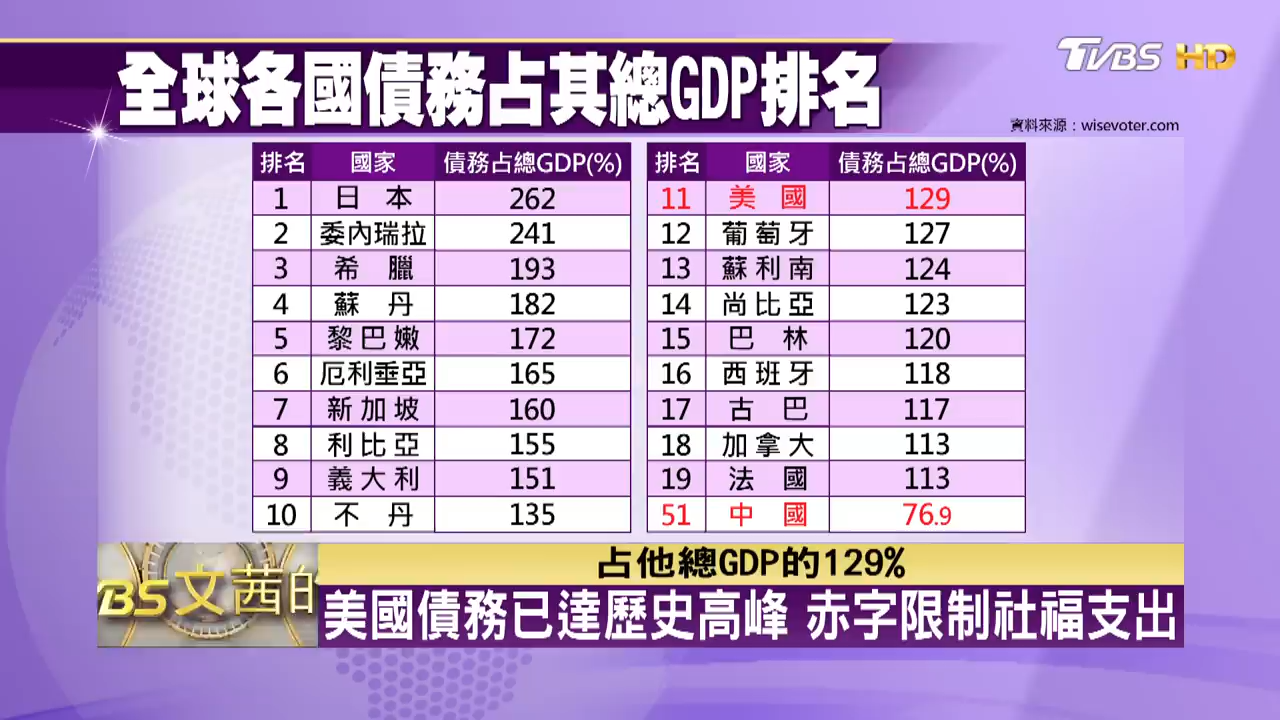 TVBS HD
全球各國債務占其總GDP排名
資料來源：wisevoter.com
排名 國家 債務占總GDP(%)
1 日本 262
2 委內瑞拉 241
3 希臘 193
4 蘇丹 182
5 黎巴嫩 172
6 厄利垂亞 165
7 新加坡 160
8 利比亞 155
9 義大利 151
10 不丹 135
排名 國家 債務占總GDP(%)
11 美國 129
12 葡萄牙 127
13 蘇利南 124
14 尚比亞 123
15 巴林 120
16 西班牙 118
17 古巴 117
18 加拿大 113
19 法國 113
51 中國 76.9
占他總GDP的129%
BS文茜的
美國債務已達歷史高峰 赤字限制社福支出